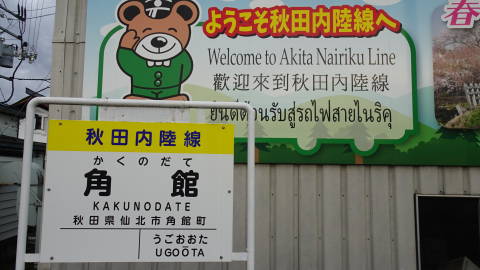 ようこそ秋田内陸線へ
Welcome to Akita Nairiku Line
歡迎來到秋田內陸線
ยินดีต้อนรับสู่รถไฟสายไนริคุ
春
秋田内陸線
かくのだて
角館
KAKUNODATE
秋田県仙北市角館町
うごおおた
UGOŌTA